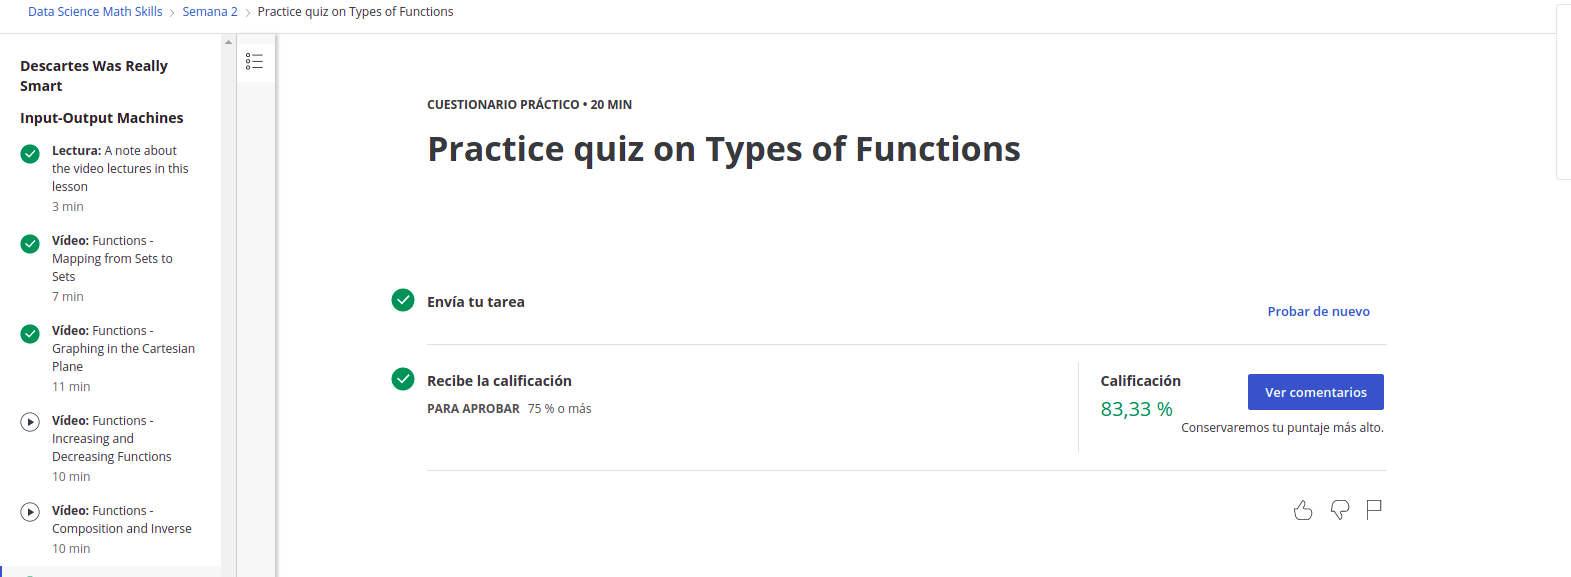 Data Science Math Skills > Semana 2 > Practice quiz on Types of Functions
Descartes Was Really
Smart
Input-Output Machines
Lectura: A note about
the video lectures in this
lesson
3 min
Vídeo: Functions -
Mapping from Sets to
Sets
7 min
Vídeo: Functions -
Graphing in the Cartesian
Plane
11 min
Vídeo: Functions -
Increasing and
Decreasing Functions
10 min
Vídeo: Functions -
Composition and Inverse
10 min
CUESTIONARIO PRÁCTICO • 20 MIN
Practice quiz on Types of Functions
Envía tu tarea
Probar de nuevo
Recibe la calificación
PARA APROBAR 75 % o más
Calificación
83,33 %
Ver comentarios
Conservaremos tu puntaje más alto.